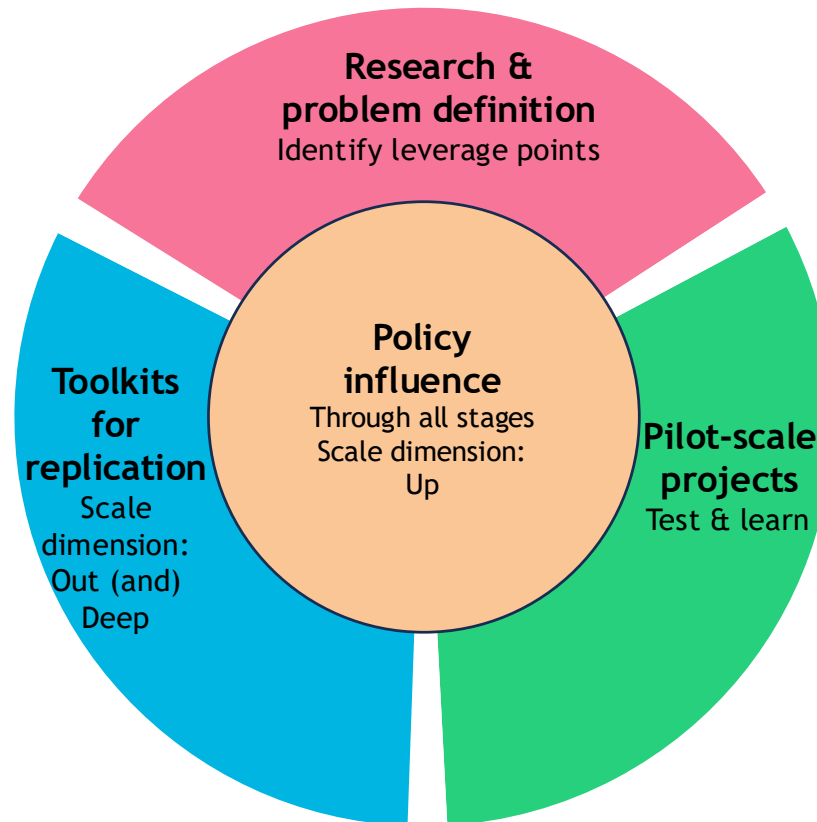 Research &
problem definition
Identify leverage points
Policy
influence
Through all stages
Scale dimension:
Up
Toolkits
for
replication
Scale
dimension:
Out (and)
Deep
Pilot-scale
projects
Test & learn